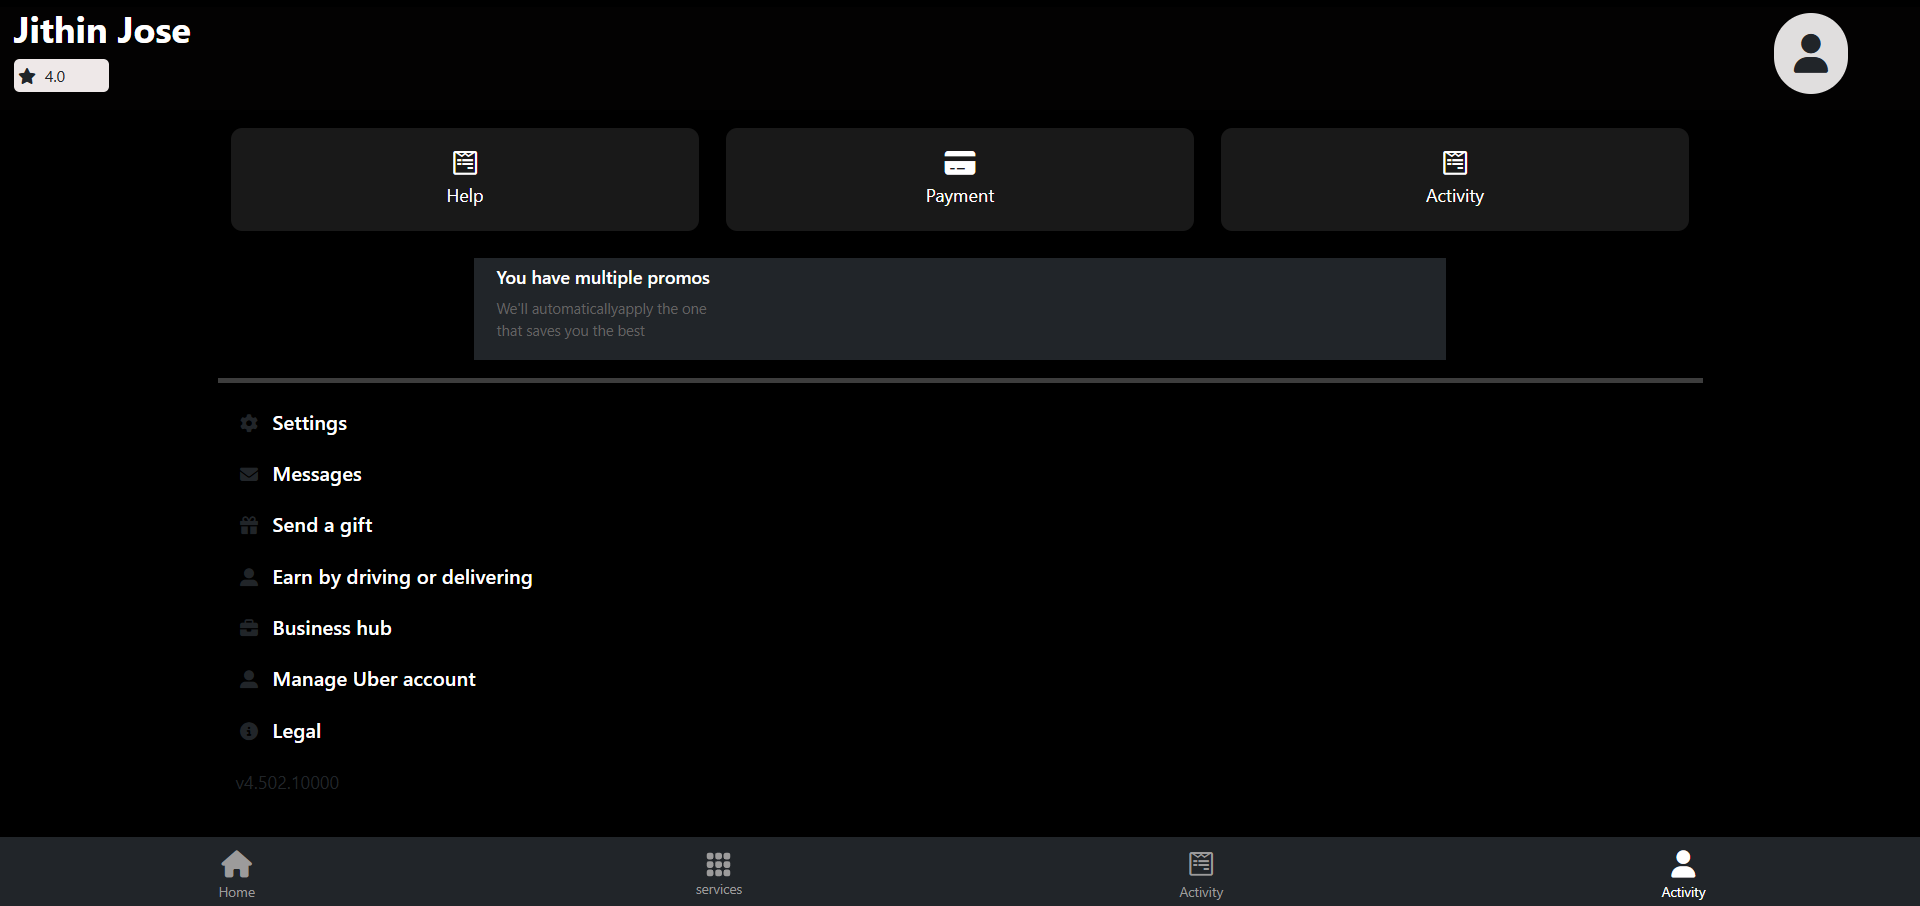 Jithin Jose
4.0
Help
Payment
Activity
You have multiple promos
We'll automaticallyapply the one
that saves you the best
Settings
Messages
Send a gift
Earn by driving or delivering
Business hub
Manage Uber account
Legal
v4.502.10000
Home
services
Activity
Activity